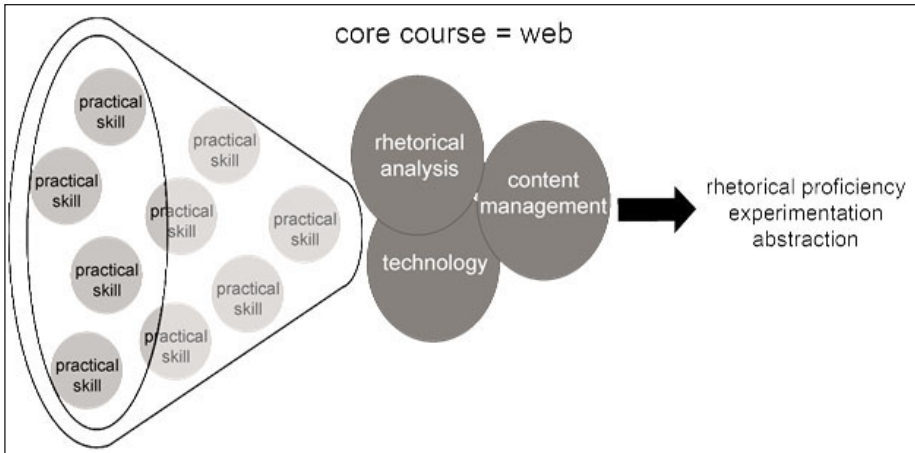 core course = web
practical
skill
practical
skill
practical
skill
practical
skill
practical
skill
practical
skill
practical
skill
practical
skill
practical
skill
rhetorical
analysis
content
management
technology
rhetorical proficiency
experimentation
abstraction